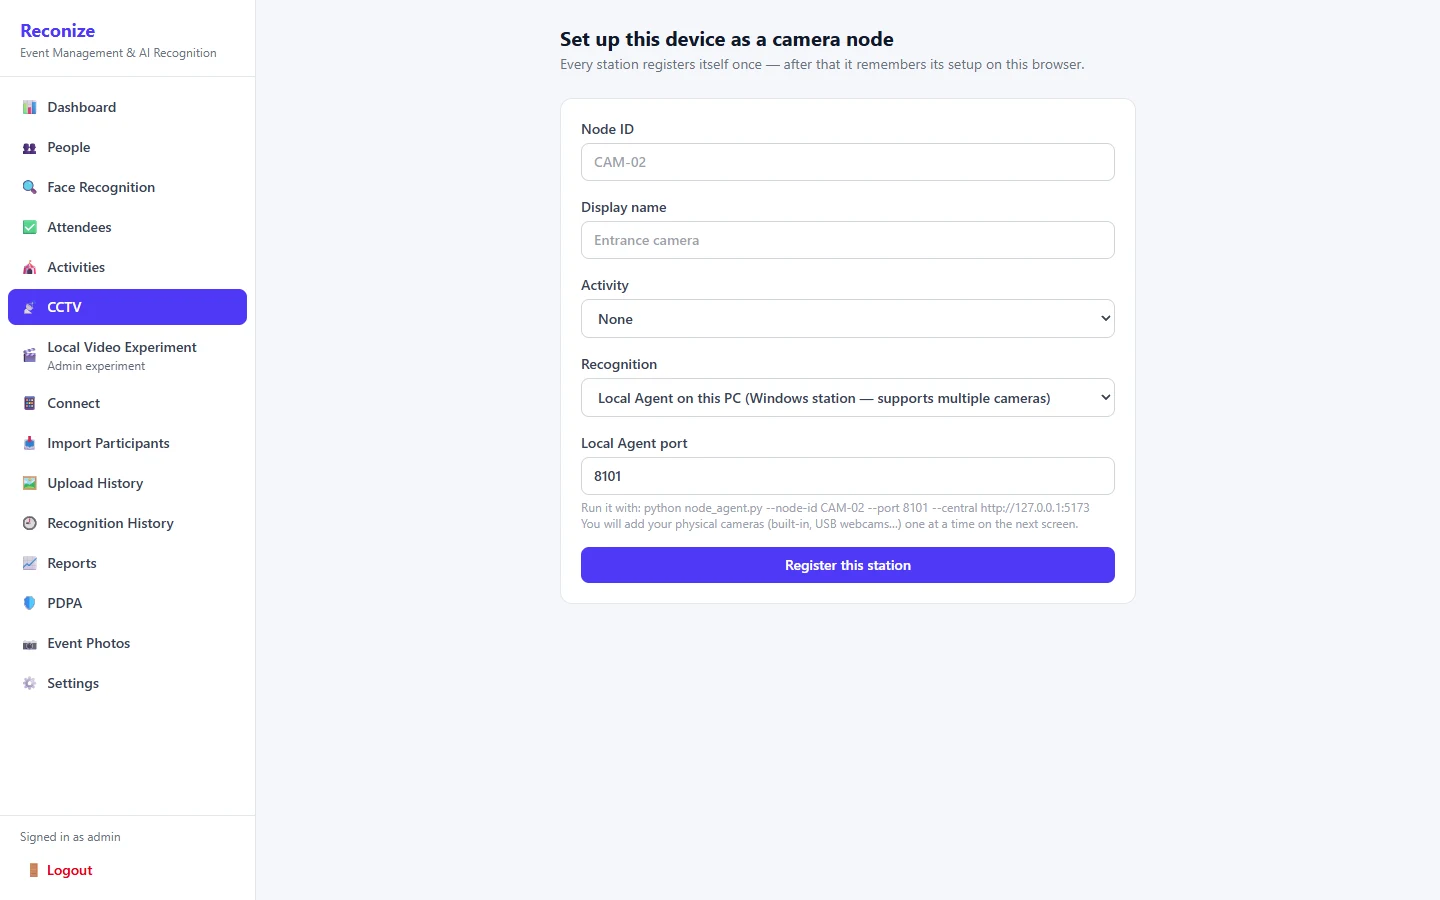 Reconize
Event Management & AI Recognition
Dashboard
People
Face Recognition
Attendees
Activities
CCTV
Local Video Experiment
Admin experiment
Connect
Import Participants
Upload History
Recognition History
Reports
PDPA
Event Photos
Settings
Signed in as admin
Logout
Set up this device as a camera node
Every station registers itself once — after that it remembers its setup on this browser.
Node ID
CAM-02
Display name
Entrance camera
Activity
None
Recognition
Local Agent on this PC (Windows station — supports multiple cameras)
Local Agent port
8101
Run it with: python node_agent.py --node-id CAM-02 --port 8101 --central http://127.0.0.1:5173
You will add your physical cameras (built-in, USB webcams...) one at a time on the next screen.
Register this station